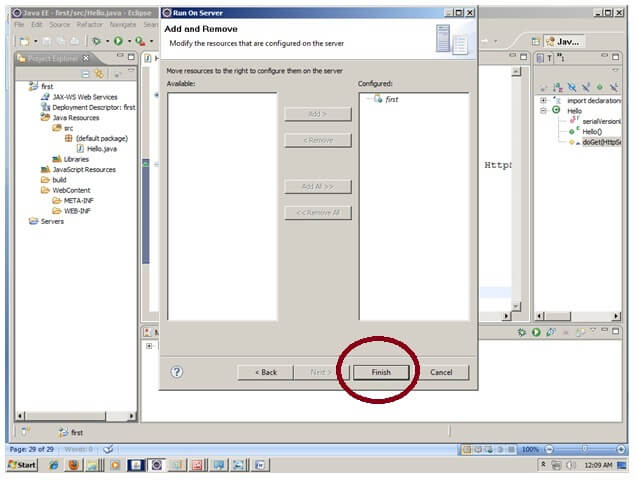 Java EE - first/src/Hello.java - Eclipse
File Edit Source Refactor Navigate
Project Explorer
first
JAX-WS Web Services
Deployment Descriptor: first
Java Resources
src
(default package)
Hello.java
Libraries
JavaScript Resources
build
WebContent
META-INF
WEB-INF
Servers
Run On Server
Add and Remove
Modify the resources that are configured on the server
Move resources to the right to configure them on the server
Available:
Configured:
first
Add >
< Remove
Add All >>
<< Remove All
? < Back Next > Finish Cancel
Jav...
import declarations
Hello
serialVersionU
Hello()
doGet(HttpSe
HttpS
first
Page: 29 of 29 Words: 0 100%
Start 12:09 AM